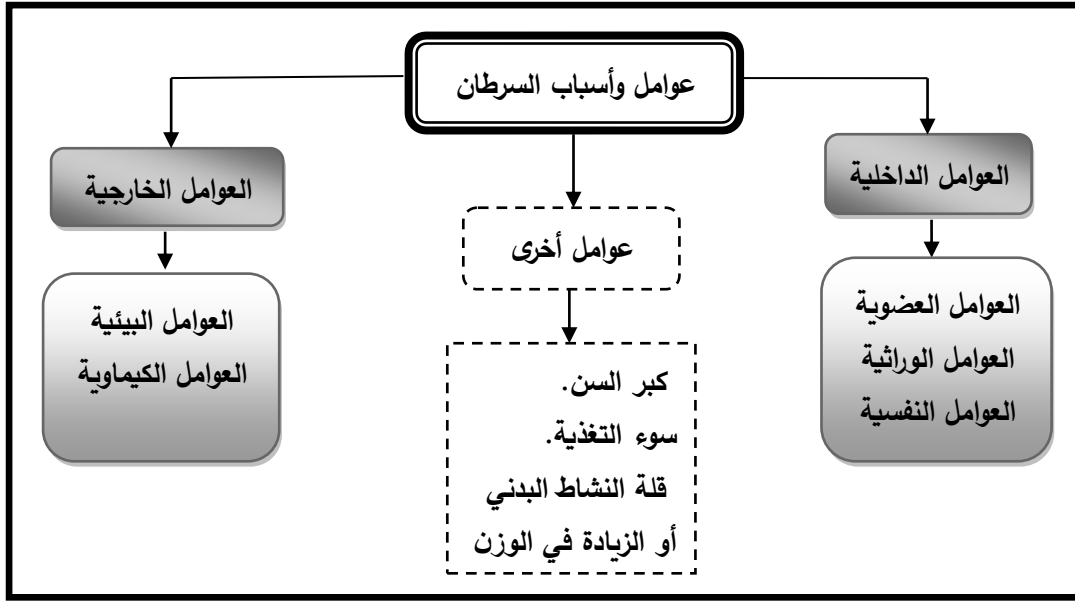 عوامل وأسباب السرطان
العوامل الداخلية
العوامل العضوية
العوامل الوراثية
العوامل النفسية
عوامل أخرى
كبر السن.
سوء التغذية.
قلة النشاط البدني
أو الزيادة في الوزن
العوامل الخارجية
العوامل البيئية
العوامل الكيماوية